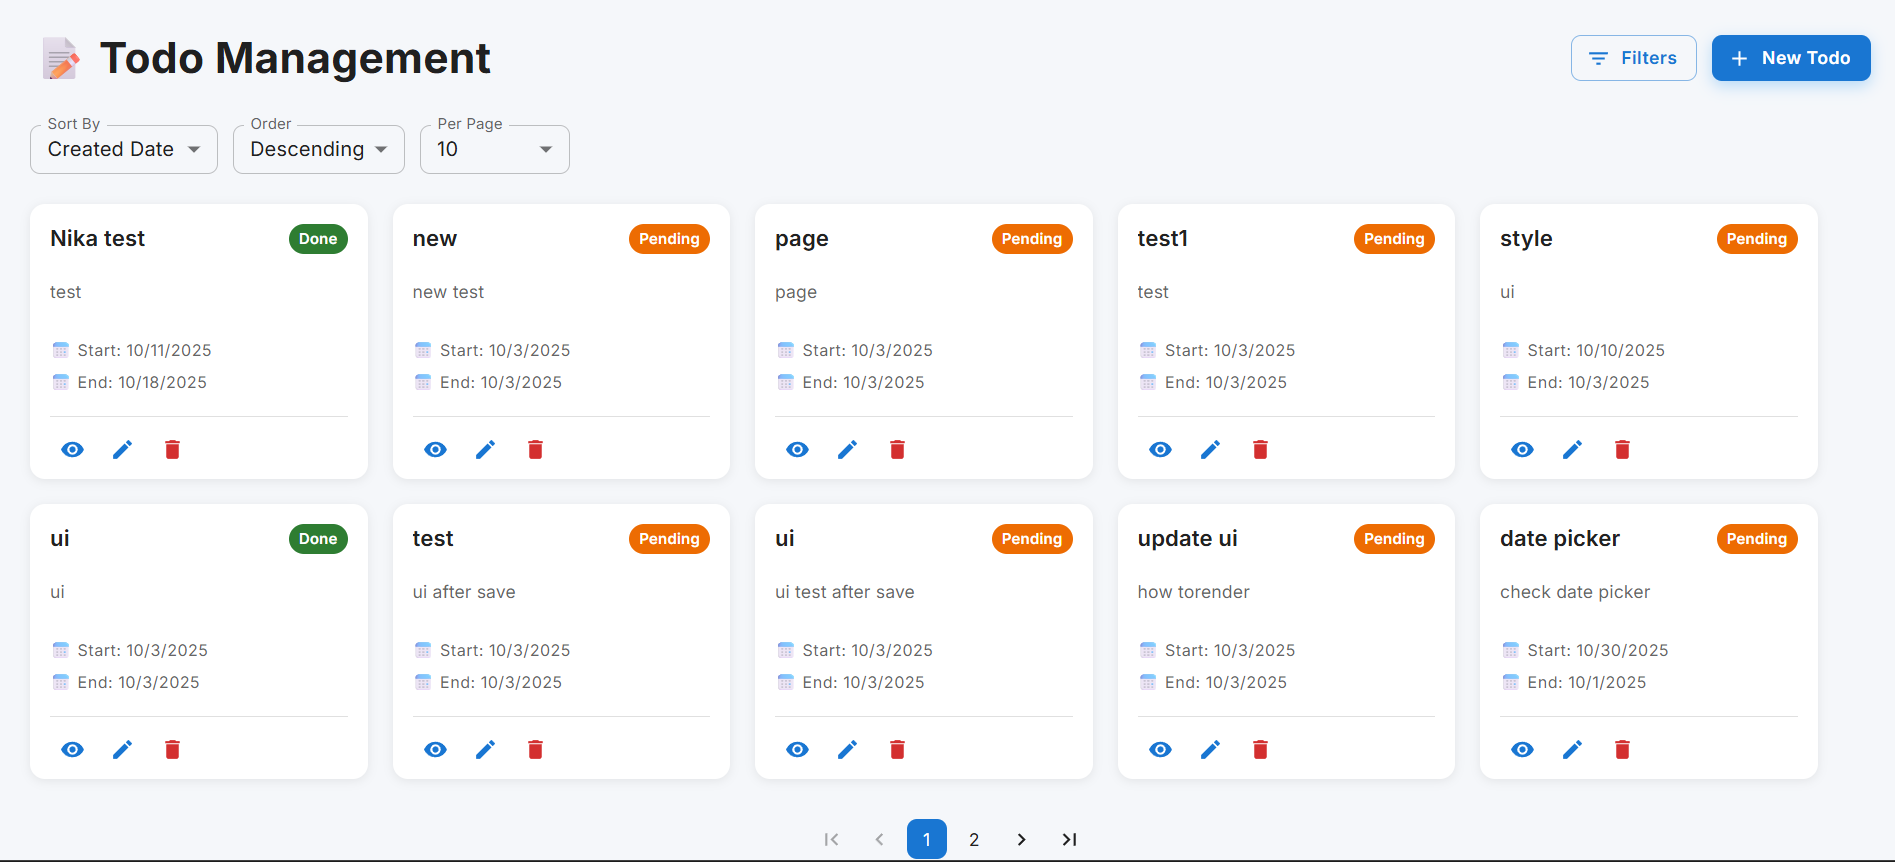 Todo Management
Filters
New Todo
Sort By
Created Date
Order
Descending
Per Page
10
Nika test
Done
test
Start: 10/11/2025
End: 10/18/2025
new
Pending
new test
Start: 10/3/2025
End: 10/3/2025
page
Pending
page
Start: 10/3/2025
End: 10/3/2025
test1
Pending
test
Start: 10/3/2025
End: 10/3/2025
style
Pending
ui
Start: 10/10/2025
End: 10/3/2025
ui
Done
ui
Start: 10/3/2025
End: 10/3/2025
test
Pending
ui after save
Start: 10/3/2025
End: 10/3/2025
ui
Pending
ui test after save
Start: 10/3/2025
End: 10/3/2025
update ui
Pending
how torender
Start: 10/3/2025
End: 10/3/2025
date picker
Pending
check date picker
Start: 10/30/2025
End: 10/1/2025
1 2